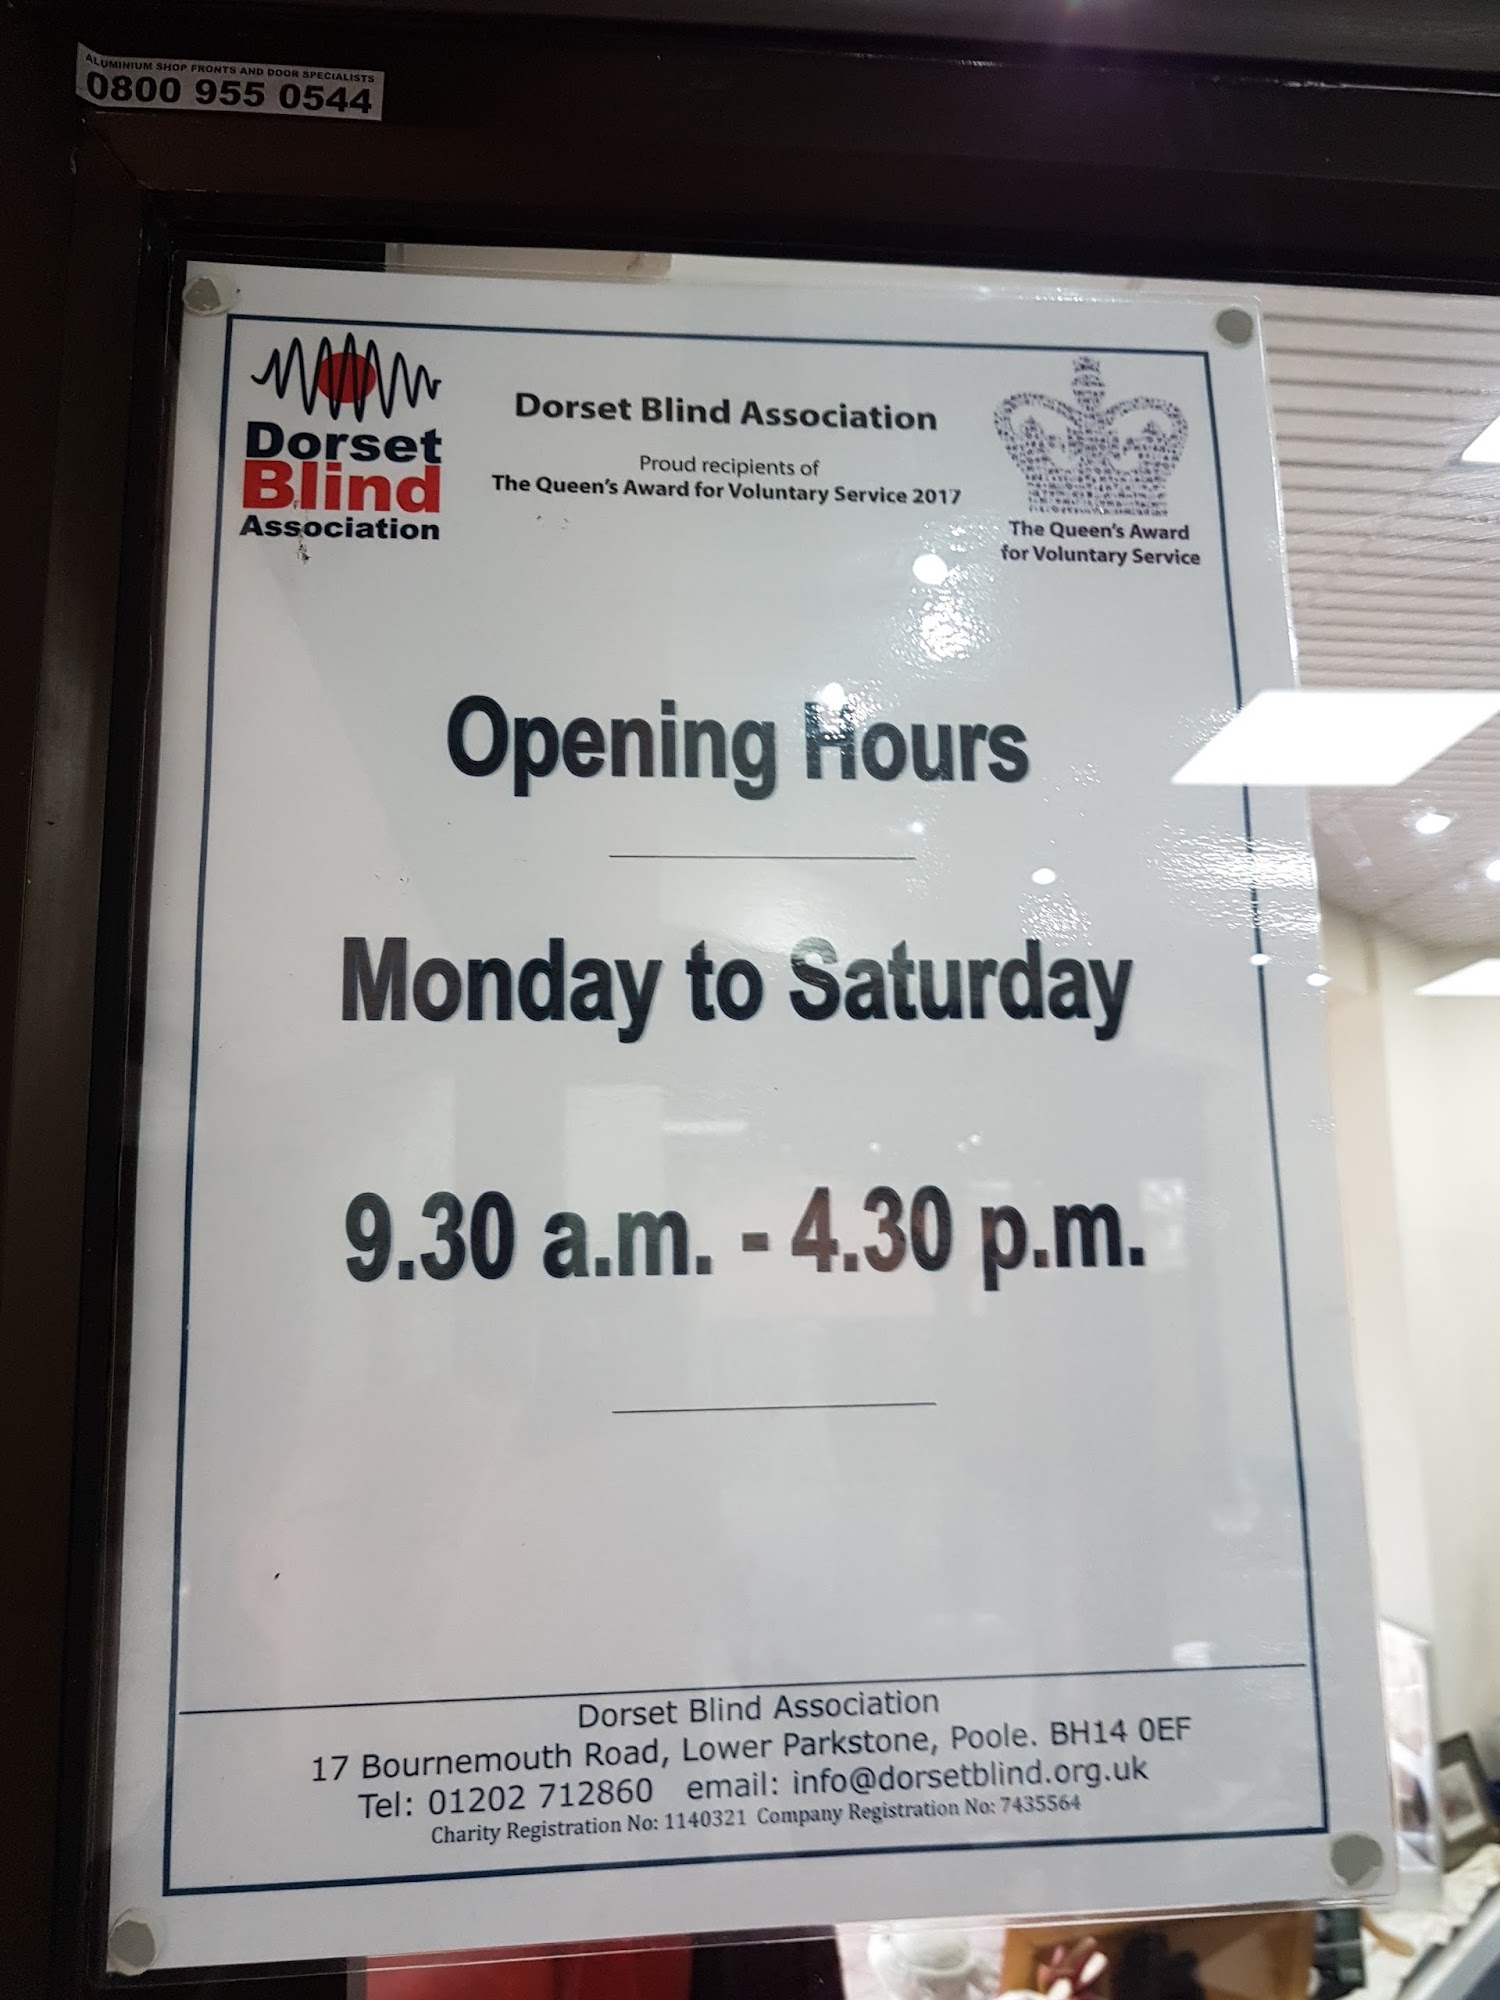 ALUMINIUM SHOP FRONTS AND DOOR SPECIALISTS
0800 955 0544
Dorset
Blind
Association
Dorset Blind Association
Proud recipients of
The Queen's Award for Voluntary Service 2017
The Queen's Award
for Voluntary Service
Opening Hours
Monday to Saturday
9.30 a.m. - 4.30 p.m.
Dorset Blind Association
17 Bournemouth Road, Lower Parkstone, Poole. BH14 0EF
Tel: 01202 712860 email: info@dorsetblind.org.uk
Charity Registration No: 1140321 Company Registration No: 7435564